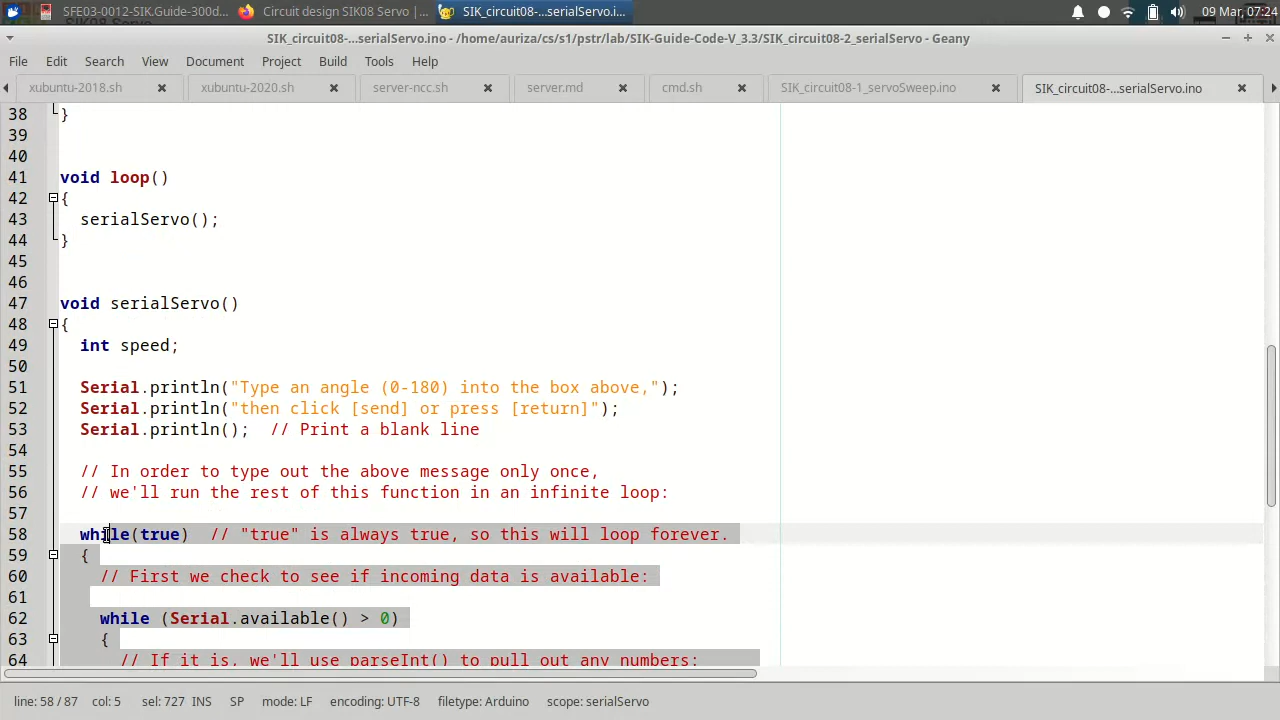 SFE03-0012-SIK.Guide-300d... Circuit design SIK08 Servo |... SIK_circuit08-...serialServo.i... 09 Mar, 07:24
SIK_circuit08-...serialServo.ino - /home/auriza/cs/s1/pstr/lab/SIK-Guide-Code-V_3.3/SIK_circuit08-2_serialServo - Geany
File Edit Search View Document Project Build Tools Help
xubuntu-2018.sh xubuntu-2020.sh server-ncc.sh server.md cmd.sh SIK_circuit08-1_servoSweep.ino SIK_circuit08-...serialServo.ino
38 }
39
40
41 void loop()
42 {
43 serialServo();
44 }
45
46
47 void serialServo()
48 {
49 int speed;
50
51 Serial.println("Type an angle (0-180) into the box above,");
52 Serial.println("then click [send] or press [return]");
53 Serial.println();  // Print a blank line
54
55 // In order to type out the above message only once,
56 // we'll run the rest of this function in an infinite loop:
57
58 while(true)  // "true" is always true, so this will loop forever.
59 {
60 // First we check to see if incoming data is available:
61
62 while (Serial.available() > 0)
63 {
64 // If it is, we'll use parseInt() to pull out any numbers:
line: 58 / 87 col: 5 sel: 727 INS SP mode: LF encoding: UTF-8 filetype: Arduino scope: serialServo